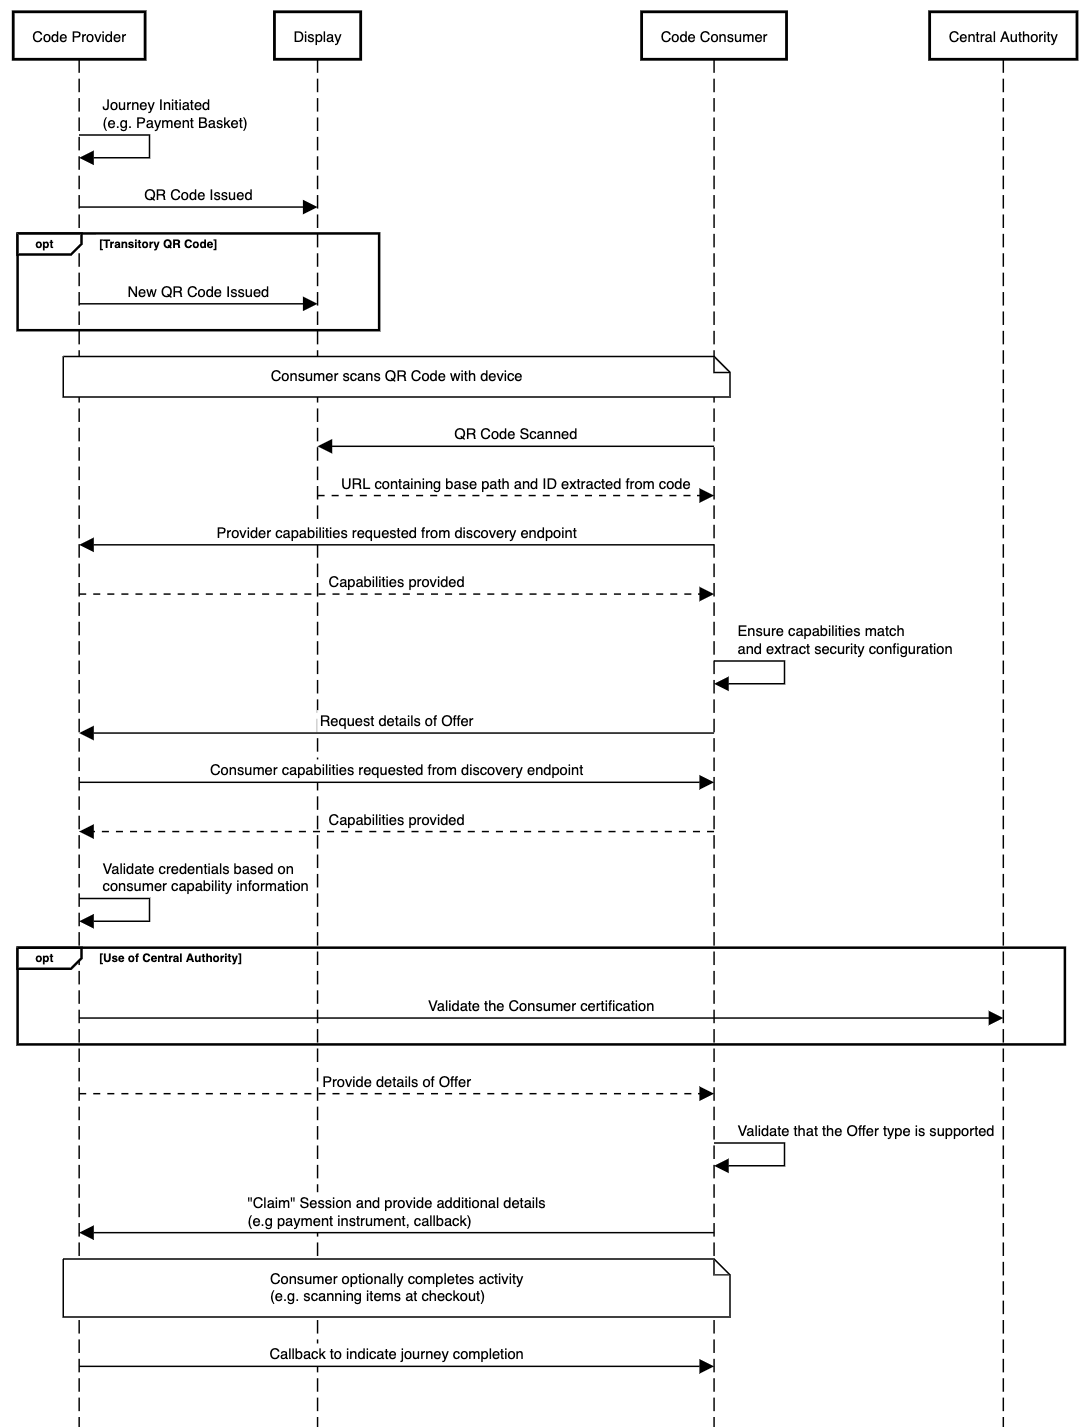 Code Provider
Display
Code Consumer
Central Authority
Journey Initiated
(e.g. Payment Basket)
QR Code Issued
opt
[Transitory QR Code]
New QR Code Issued
Consumer scans QR Code with device
QR Code Scanned
URL containing base path and ID extracted from code
Provider capabilities requested from discovery endpoint
Capabilities provided
Ensure capabilities match
and extract security configuration
Request details of Offer
Consumer capabilities requested from discovery endpoint
Capabilities provided
Validate credentials based on
consumer capability information
opt
[Use of Central Authority]
Validate the Consumer certification
Provide details of Offer
Validate that the Offer type is supported
"Claim" Session and provide additional details
(e.g payment instrument, callback)
Consumer optionally completes activity
(e.g. scanning items at checkout)
Callback to indicate journey completion